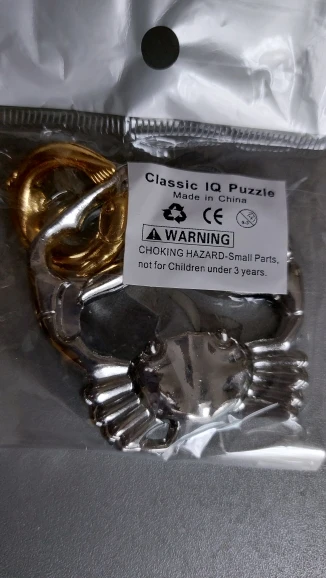 Classic IQ Puzzle
Made in China
CE
WARNING
CHOKING HAZARD-Small Parts,
not for Children under 3 years.